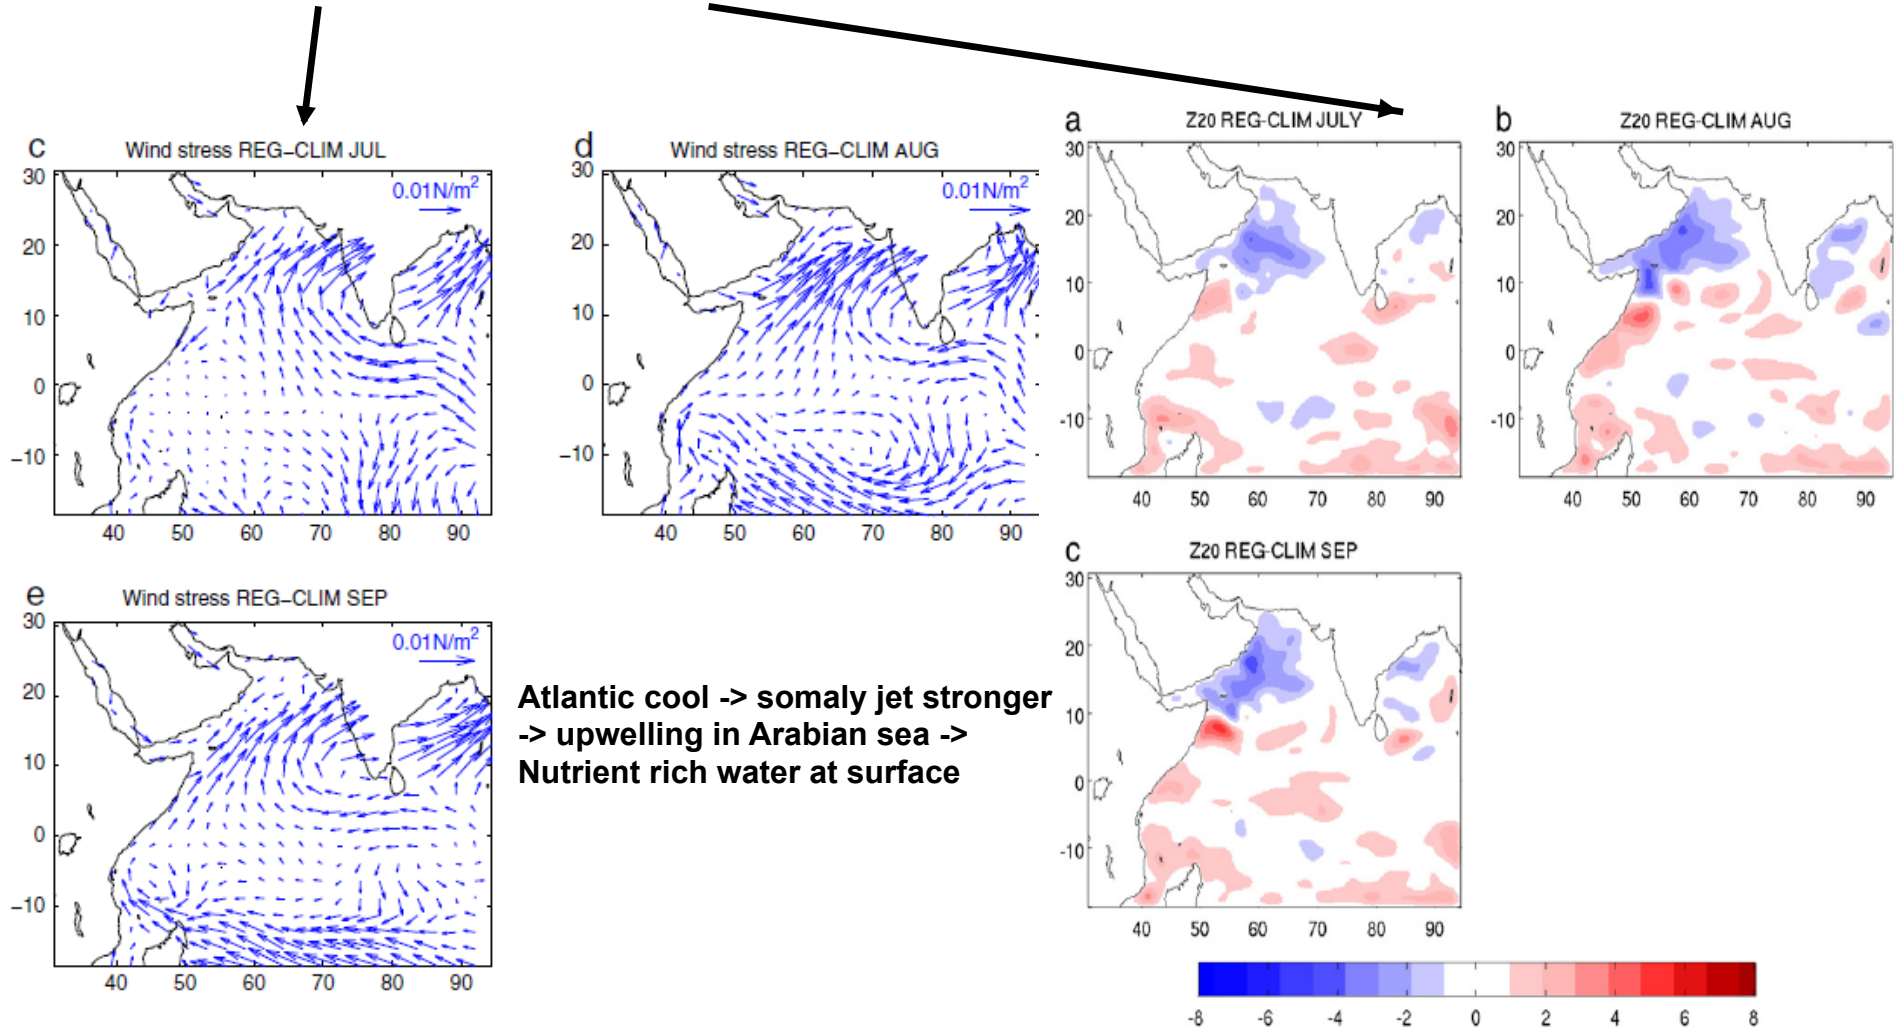 c
Wind stress REG-CLIM JUL
0.01N/m²
30
20
10
0
-10
40 50 60 70 80 90
d
Wind stress REG-CLIM AUG
0.01N/m²
30
20
10
0
-10
40 50 60 70 80 90
a
Z20 REG-CLIM JULY
30
20
10
0
-10
40 50 60 70 80 90
b
Z20 REG-CLIM AUG
30
20
10
0
-10
40 50 60 70 80 90
e
Wind stress REG-CLIM SEP
0.01N/m²
30
20
10
0
-10
40 50 60 70 80 90
Atlantic cool -> somaly jet stronger
-> upwelling in Arabian sea ->
Nutrient rich water at surface
c
Z20 REG-CLIM SEP
30
20
10
0
-10
40 50 60 70 80 90
-8 -6 -4 -2 0 2 4 6 8